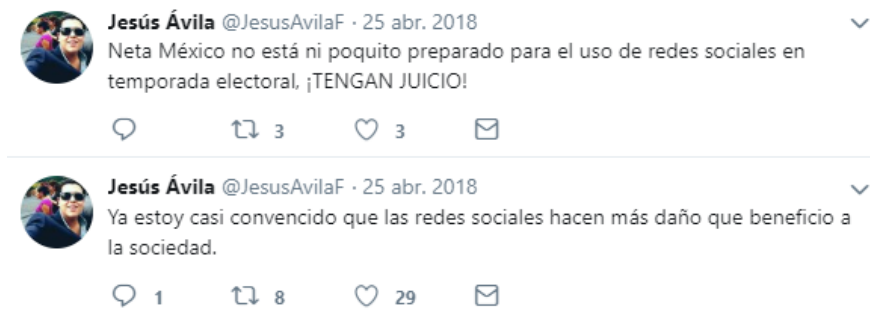 Jesús Ávila @JesusAvilaF · 25 abr. 2018
Neta México no está ni poquito preparado para el uso de redes sociales en
temporada electoral, ¡TENGAN JUICIO!
3 3
Jesús Ávila @JesusAvilaF · 25 abr. 2018
Ya estoy casi convencido que las redes sociales hacen más daño que beneficio a
la sociedad.
1 8 29